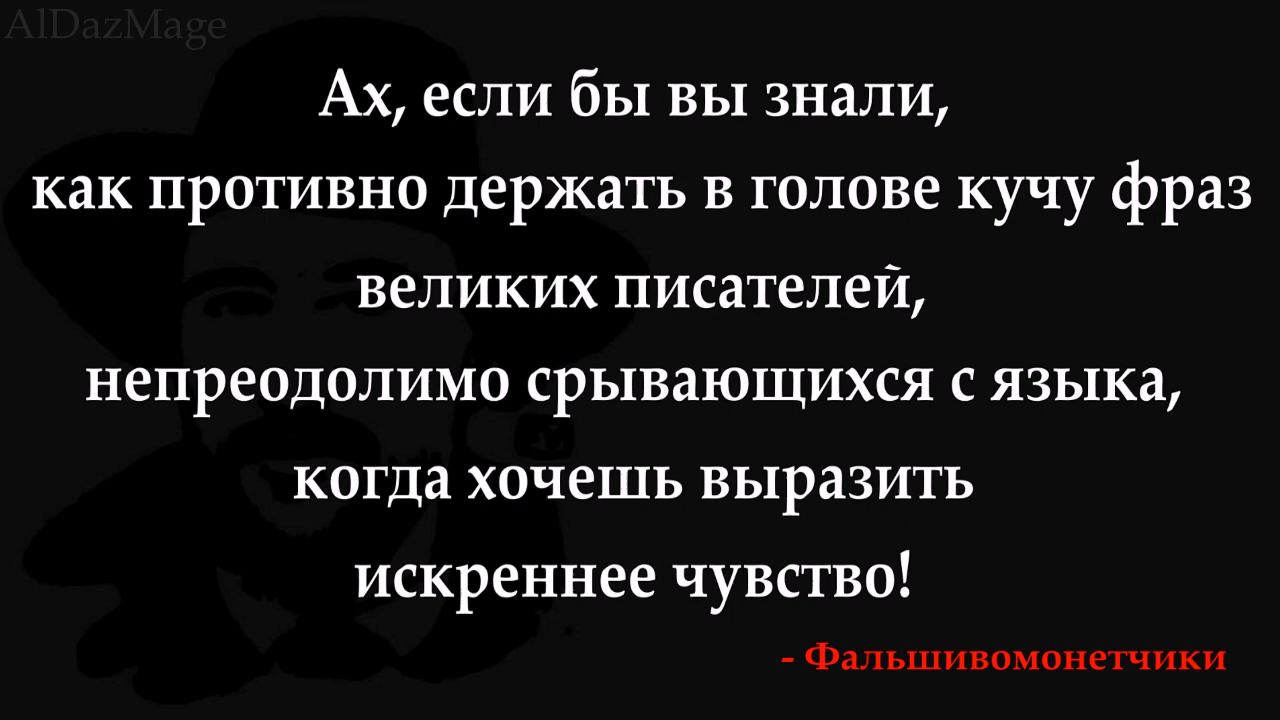 AlDazMage
Ах, если бы вы знали,
как противно держать в голове кучу фраз
великих писателей,
непреодолимо срывающихся с языка,
когда хочешь выразить
искреннее чувство!
- Фальшивомонетчики